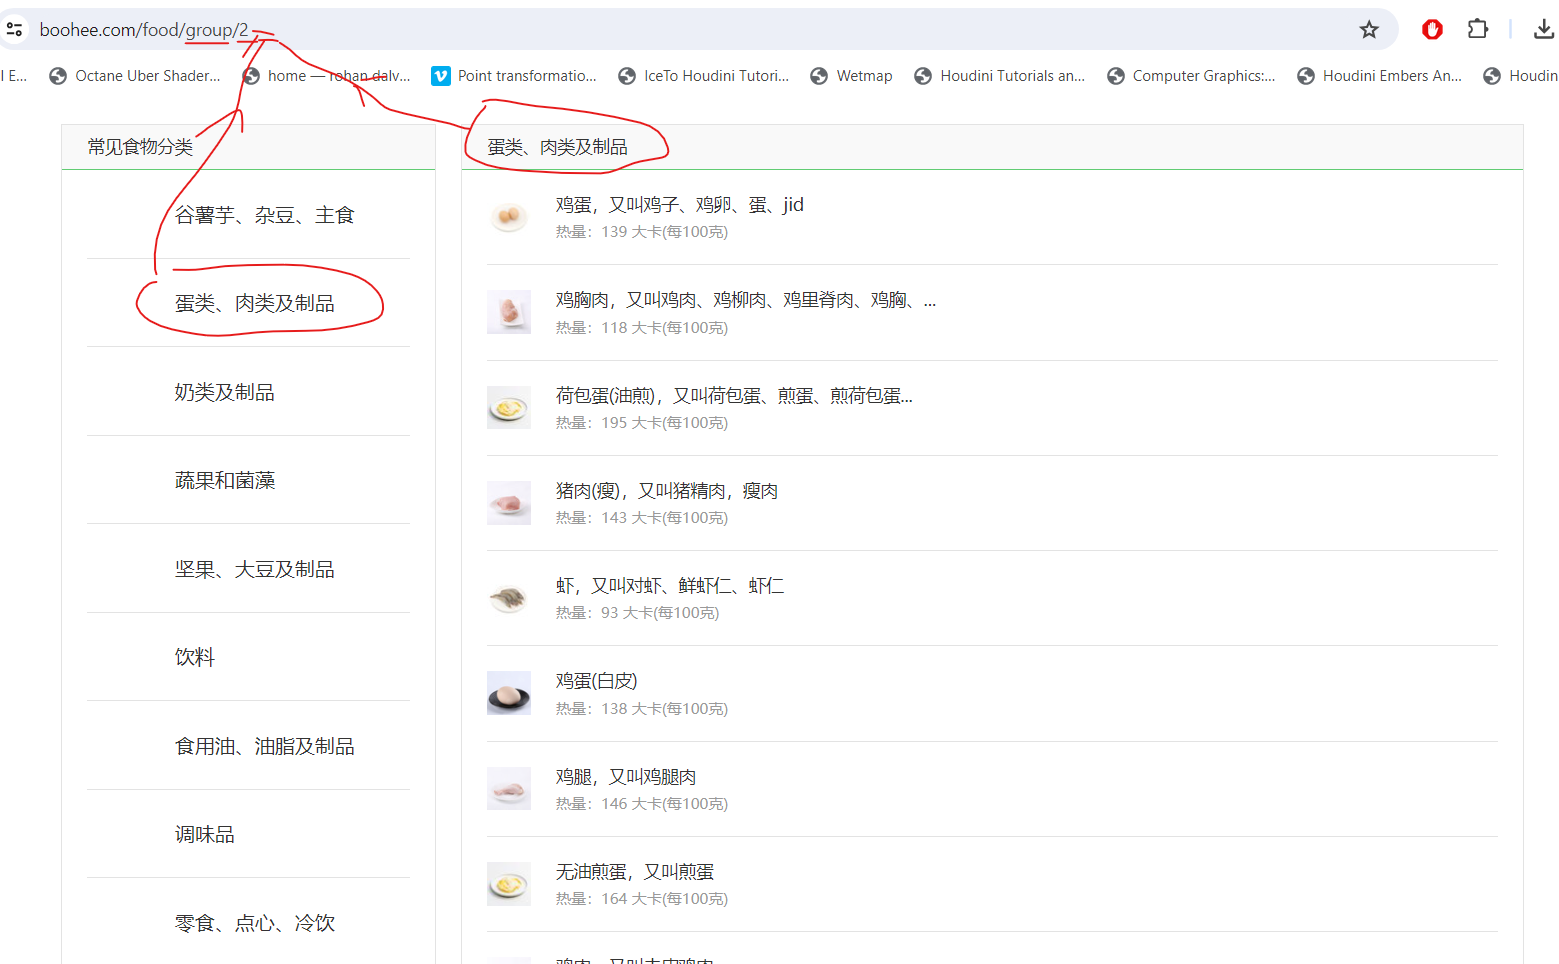 boohee.com/food/group/2
l E...
Octane Uber Shader...
home — rohan dalv...
Point transformatio...
IceTo Houdini Tutori...
Wetmap
Houdini Tutorials an...
Computer Graphics:...
Houdini Embers An...
Houdin
常见食物分类
谷薯芋、杂豆、主食
蛋类、肉类及制品
奶类及制品
蔬果和菌藻
坚果、大豆及制品
饮料
食用油、油脂及制品
调味品
零食、点心、冷饮
蛋类、肉类及制品
鸡蛋，又叫鸡子、鸡卵、蛋、jid
热量：139 大卡(每100克)
鸡胸肉，又叫鸡肉、鸡柳肉、鸡里脊肉、鸡胸、...
热量：118 大卡(每100克)
荷包蛋(油煎)，又叫荷包蛋、煎蛋、煎荷包蛋...
热量：195 大卡(每100克)
猪肉(瘦)，又叫猪精肉，瘦肉
热量：143 大卡(每100克)
虾，又叫对虾、鲜虾仁、虾仁
热量：93 大卡(每100克)
鸡蛋(白皮)
热量：138 大卡(每100克)
鸡腿，又叫鸡腿肉
热量：146 大卡(每100克)
无油煎蛋，又叫煎蛋
热量：164 大卡(每100克)